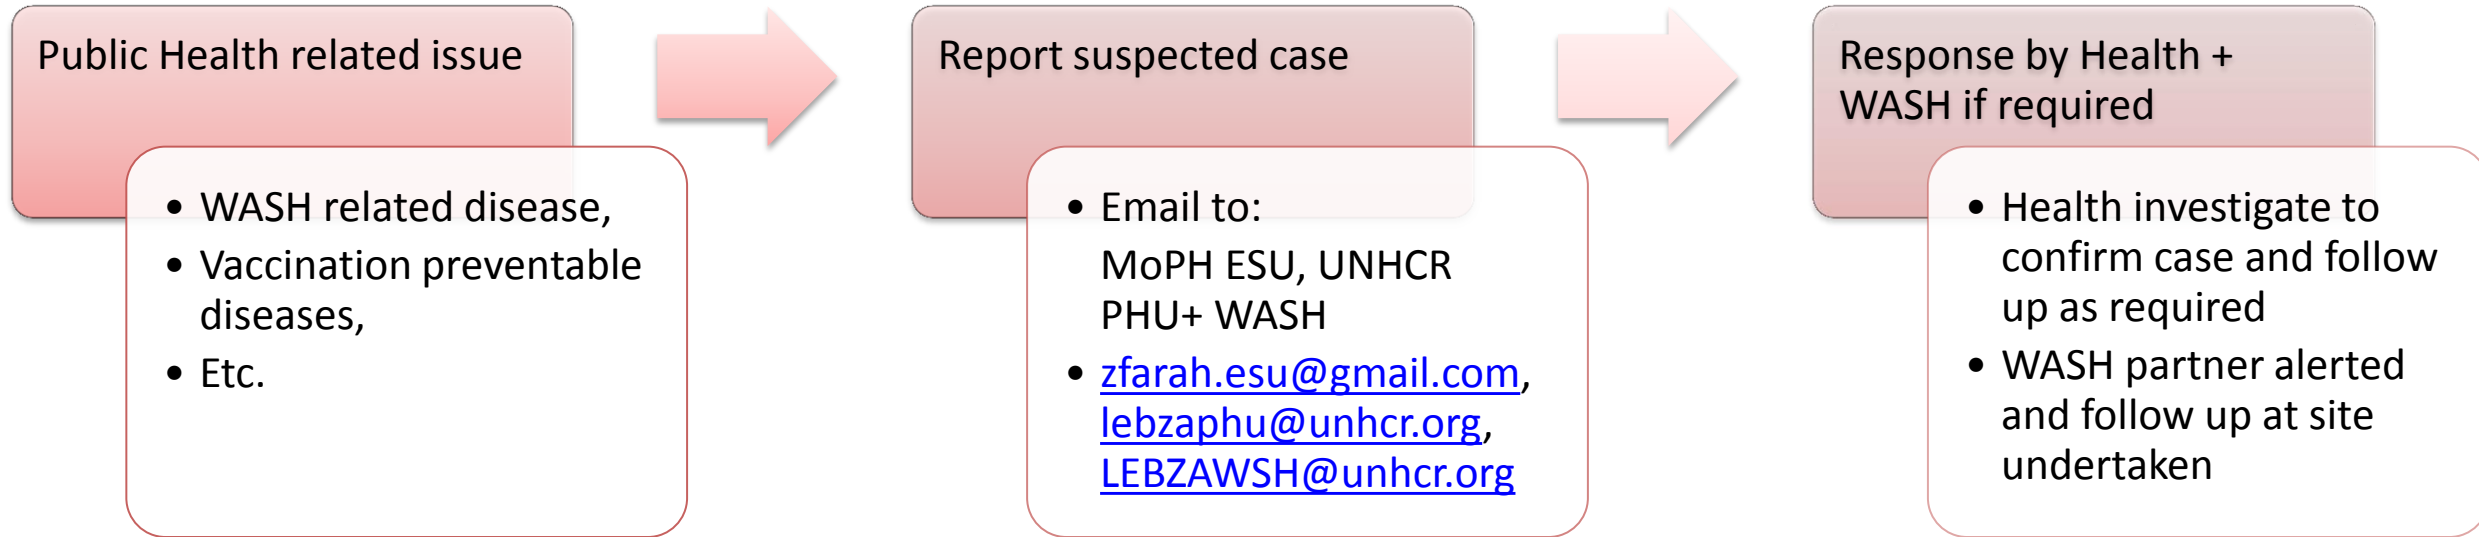 Public Health related issue
• WASH related disease,
• Vaccination preventable
diseases,
• Etc.
Report suspected case
• Email to:
MoPH ESU, UNHCR
PHU+ WASH
• zfarah.esu@gmail.com,
lebzaphu@unhcr.org,
LEBZAWSH@unhcr.org
Response by Health +
WASH if required
• Health investigate to
confirm case and follow
up as required
• WASH partner alerted
and follow up at site
undertaken